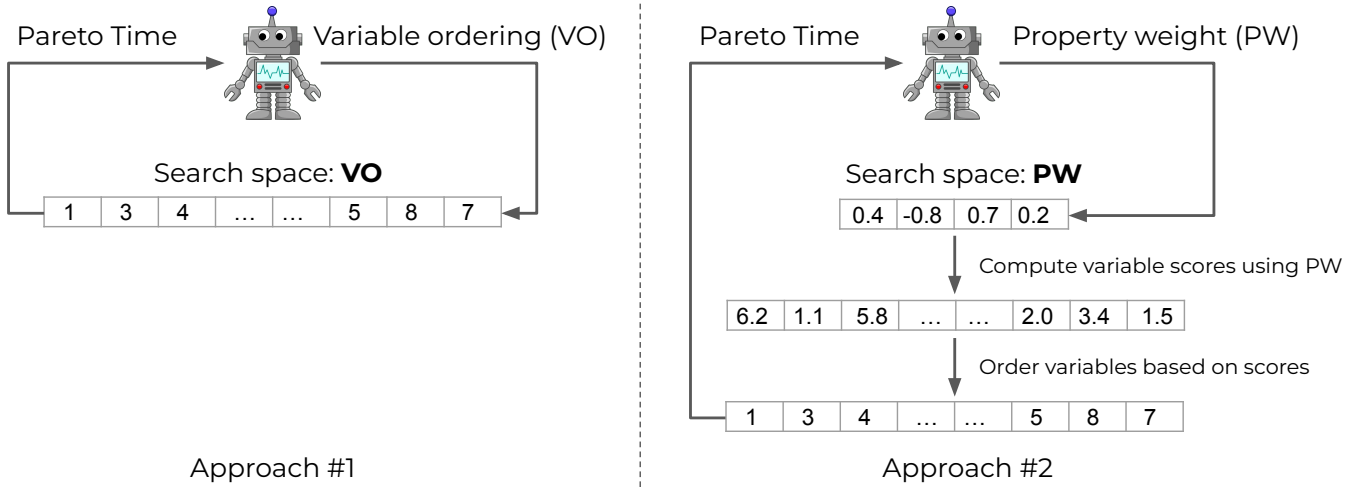 Pareto Time
Variable ordering (VO)
Search space: VO
1 3 4 ... ... 5 8 7
Approach #1
Pareto Time
Property weight (PW)
Search space: PW
0.4 -0.8 0.7 0.2
Compute variable scores using PW
6.2 1.1 5.8 ... ... 2.0 3.4 1.5
Order variables based on scores
1 3 4 ... ... 5 8 7
Approach #2